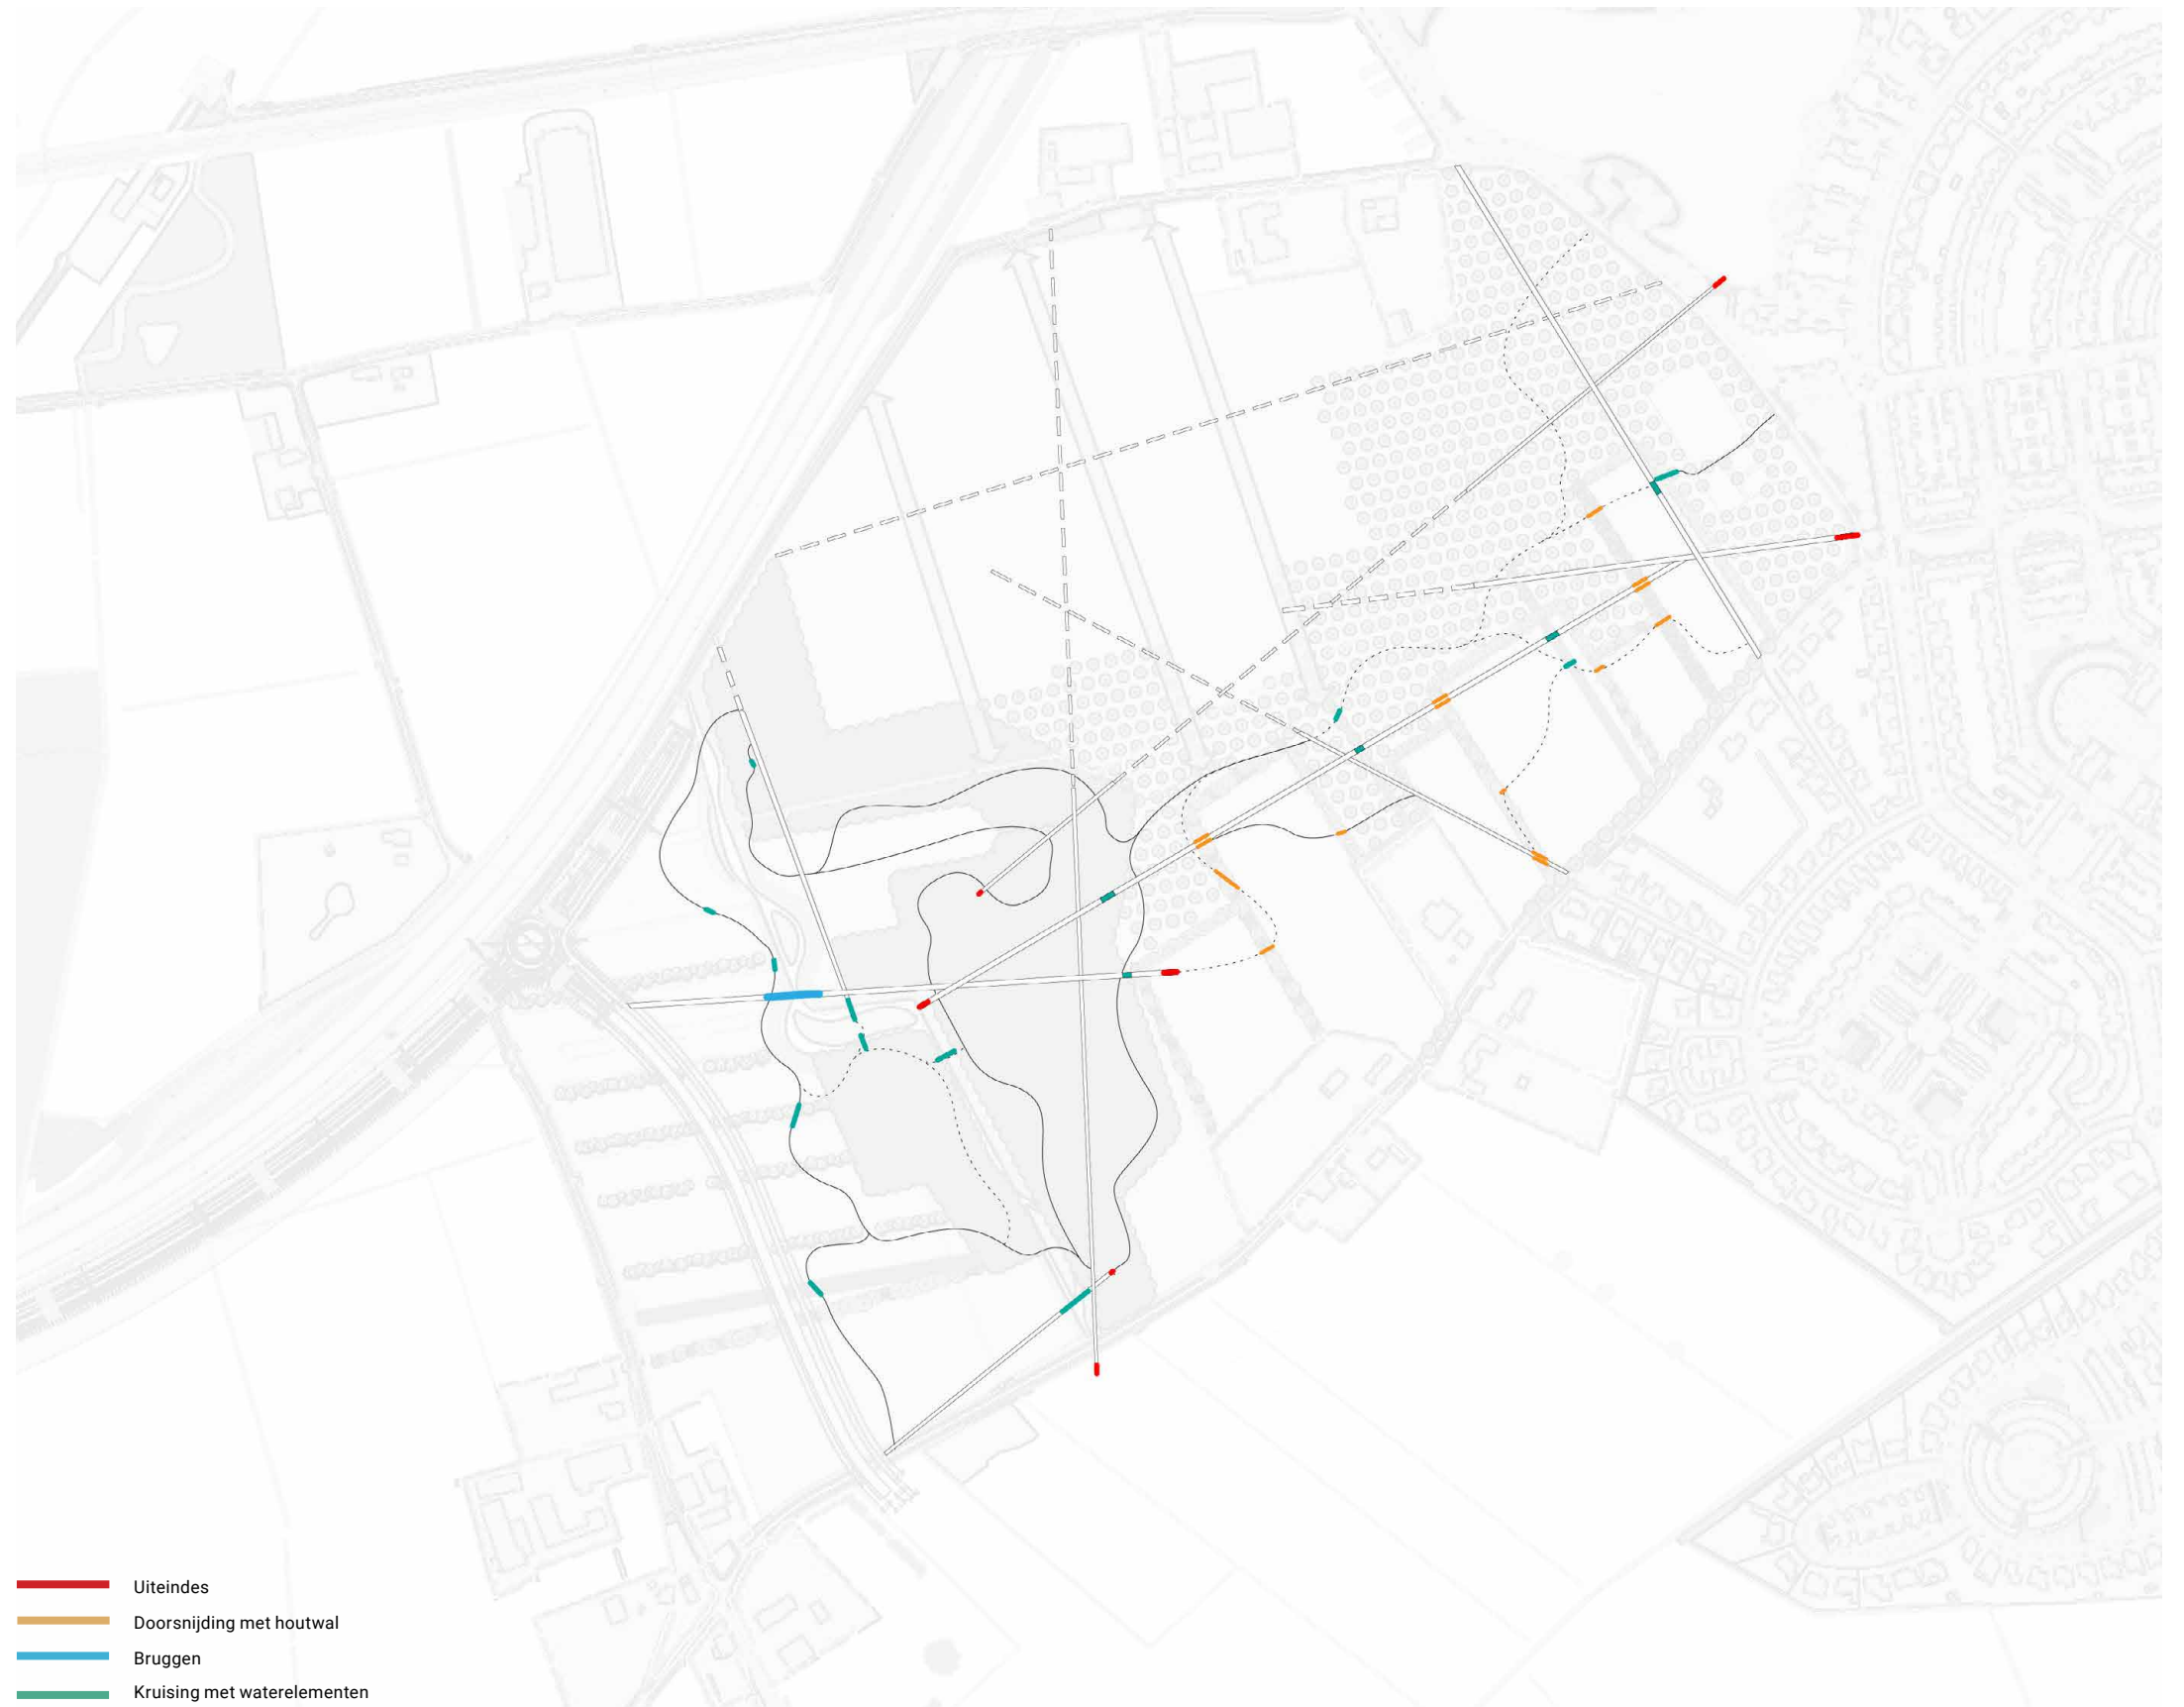 Uiteindes
Doorsnijding met houtwal
Bruggen
Kruising met waterelementen